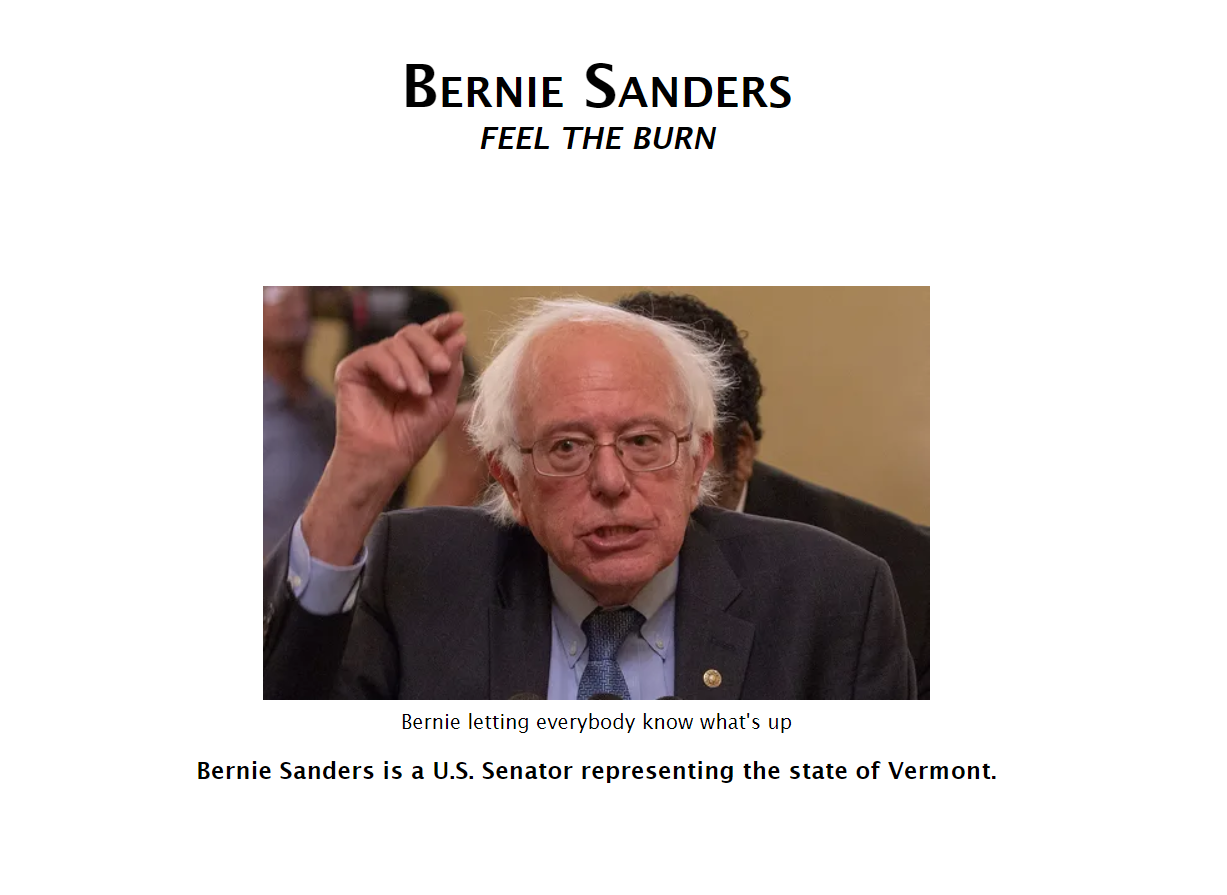 Bernie Sanders
FEEL THE BURN
Bernie letting everybody know what's up
Bernie Sanders is a U.S. Senator representing the state of Vermont.